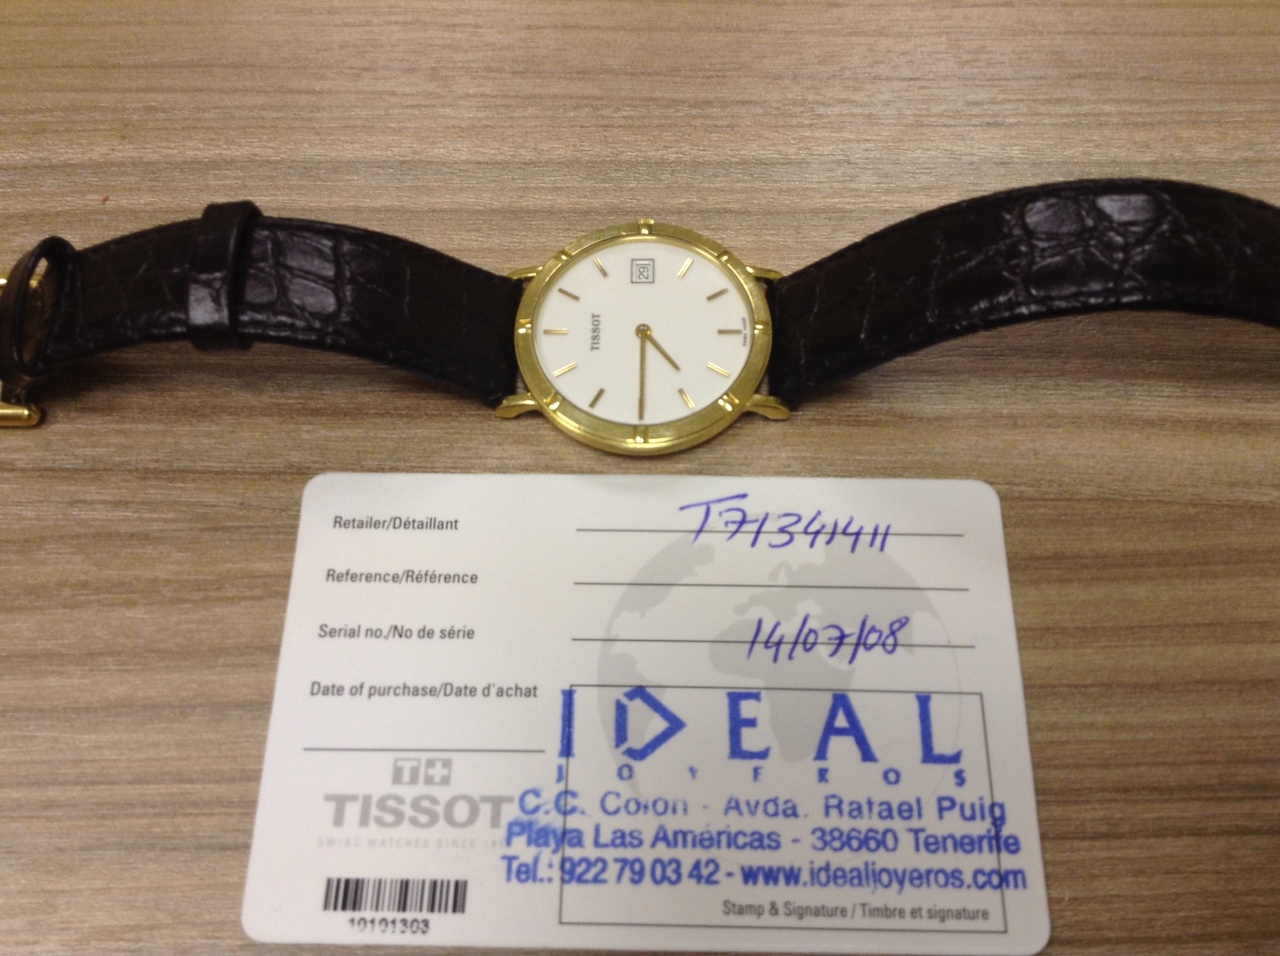 29
TISSOT
Retailer/Détaillant
T71341411
Reference/Référence
Serial no./No de série
14/07/08
Date of purchase/Date d'achat
IDEAL
JOYEROS
T+
TISSOT
SWISS WATCHES SINCE
C.C. Colon - Avda. Rafael Puig
Playa Las Américas - 38660 Tenerife
Tel.: 922 79 03 42 - www.idealjoyeros.com
Stamp & Signature / Timbre et signature
10101303